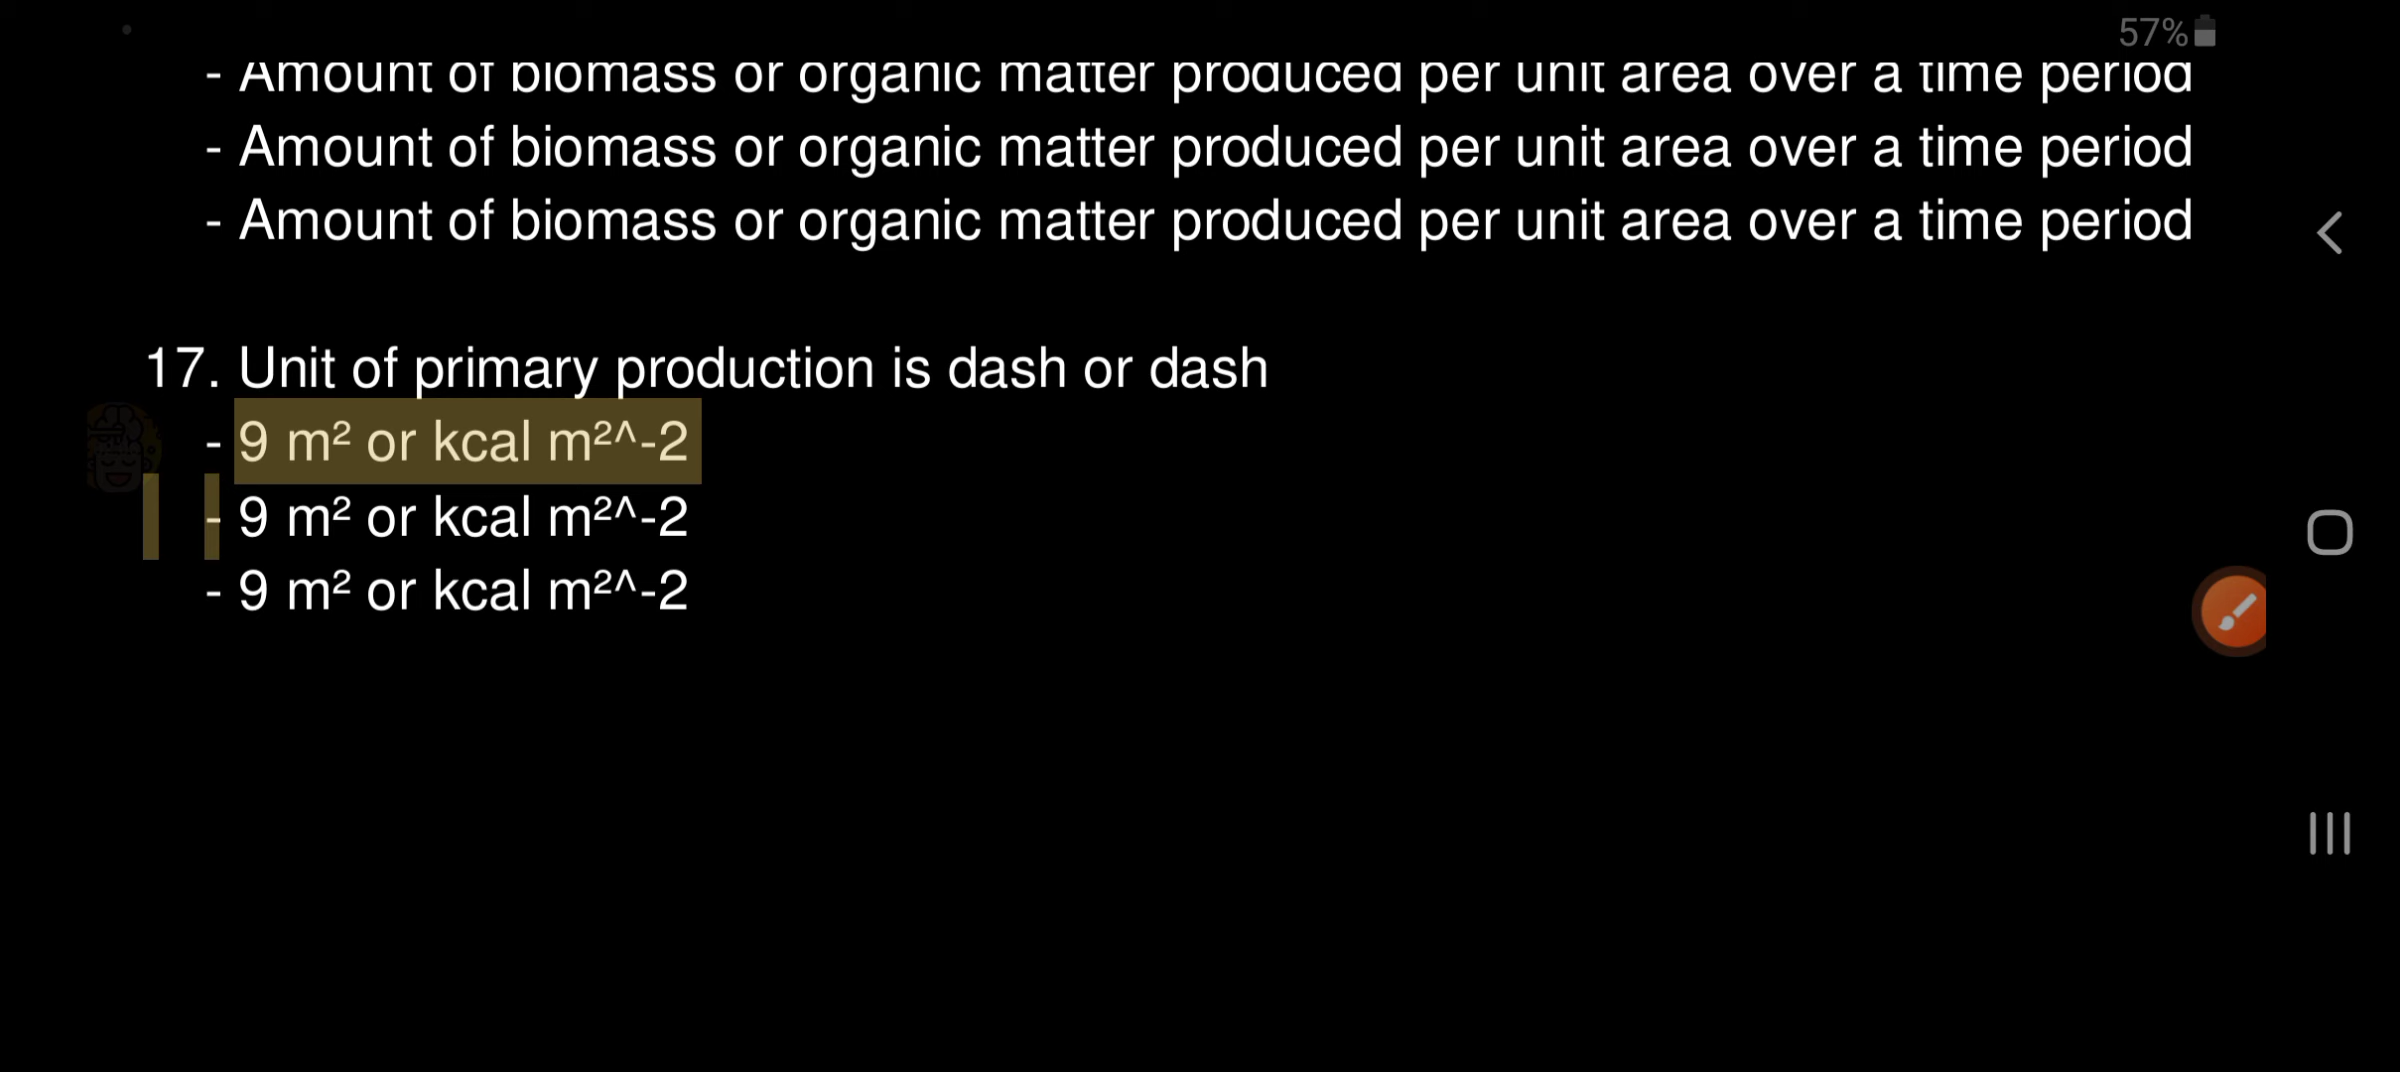 57%
- Amount of biomass or organic matter produced per unit area over a time period
- Amount of biomass or organic matter produced per unit area over a time period
- Amount of biomass or organic matter produced per unit area over a time period
17. Unit of primary production is dash or dash
- 9 m² or kcal m²^-2
- 9 m² or kcal m²^-2
- 9 m² or kcal m²^-2